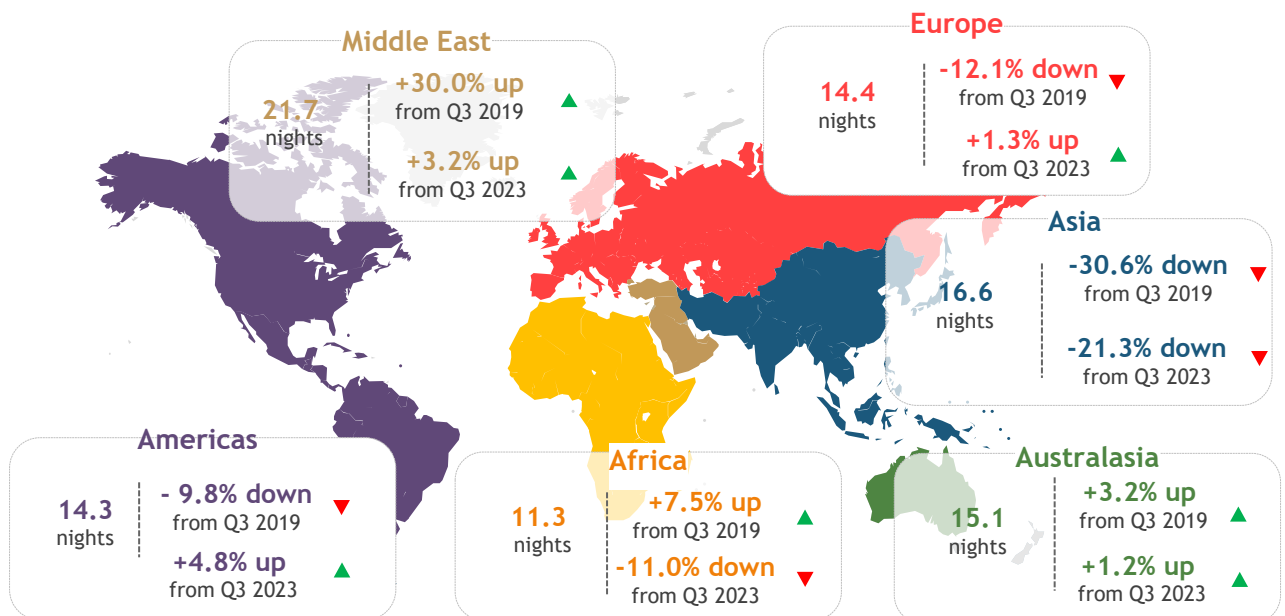 Middle East
21.7
nights
+30.0% up
from Q3 2019
+3.2% up
from Q3 2023
Europe
14.4
nights
-12.1% down
from Q3 2019
+1.3% up
from Q3 2023
Asia
16.6
nights
-30.6% down
from Q3 2019
-21.3% down
from Q3 2023
Americas
14.3
nights
- 9.8% down
from Q3 2019
+4.8% up
from Q3 2023
Africa
11.3
nights
+7.5% up
from Q3 2019
-11.0% down
from Q3 2023
Australasia
15.1
nights
+3.2% up
from Q3 2019
+1.2% up
from Q3 2023